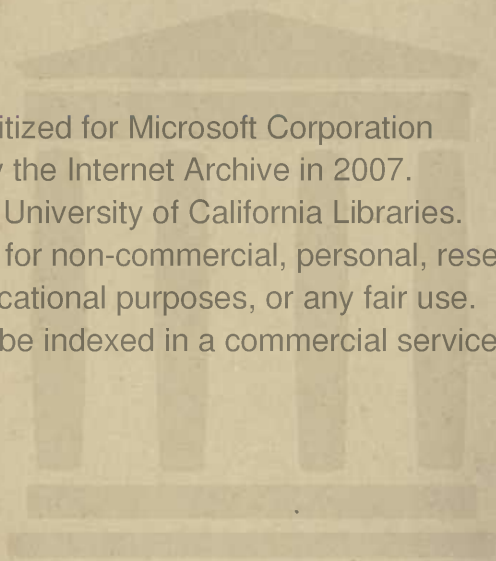 itized for Microsoft Corporation
the Internet Archive in 2007.
University of California Libraries.
for non-commercial, personal, rese
cational purposes, or any fair use.
be indexed in a commercial service